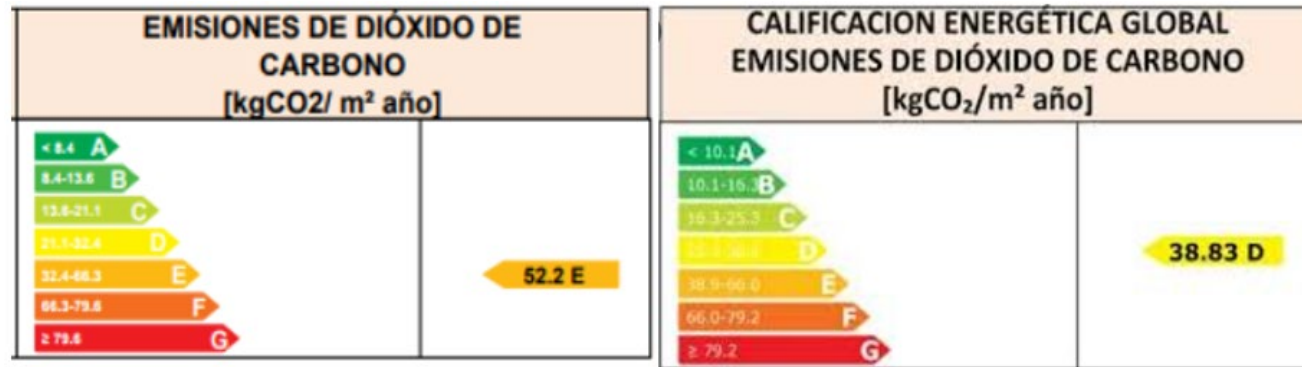 EMISIONES DE DIÓXIDO DE
CARBONO
[kgCO2/ m² año]
< 8.4 A
8.4-13.6 B
13.6-21.1 C
21.1-32.4 D
32.4-66.3 E
66.3-79.6 F
≥ 79.6 G
52.2 E
CALIFICACION ENERGÉTICA GLOBAL
EMISIONES DE DIÓXIDO DE CARBONO
[kgCO₂/m² año]
< 10.1 A
10.1-16.3 B
16.3-25.3 C
D
38.9-66.0 E
66.0-79.2 F
≥ 79.2 G
38.83 D